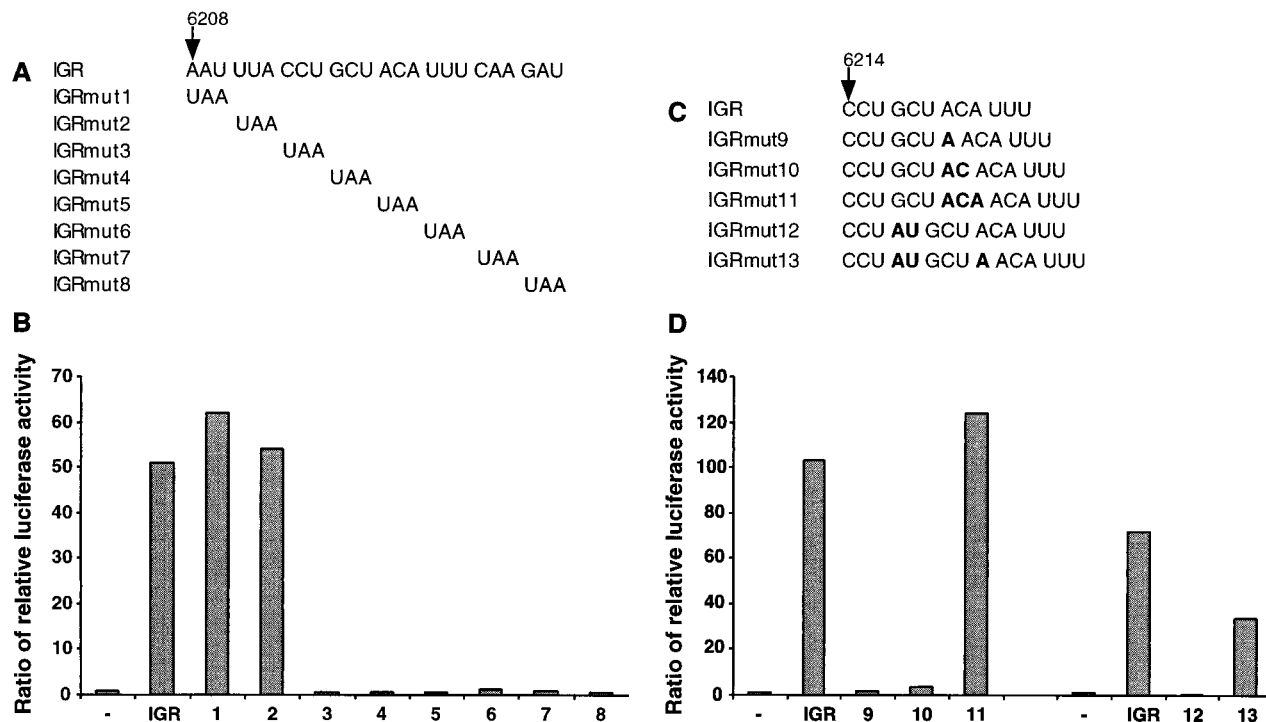 6208
A IGR AAU UUA CCU GCU ACA UUU CAA GAU
IGRmut1 UAA
IGRmut2 UAA
IGRmut3 UAA
IGRmut4 UAA
IGRmut5 UAA
IGRmut6 UAA
IGRmut7 UAA
IGRmut8 UAA
6214
C IGR CCU GCU ACA UUU
IGRmut9 CCU GCU A ACA UUU
IGRmut10 CCU GCU AC ACA UUU
IGRmut11 CCU GCU ACA ACA UUU
IGRmut12 CCU AU GCU ACA UUU
IGRmut13 CCU AU GCU A ACA UUU
B
Ratio of relative luciferase activity
70
60
50
40
30
20
10
0
- IGR 1 2 3 4 5 6 7 8
D
Ratio of relative luciferase activity
140
120
100
80
60
40
20
0
- IGR 9 10 11 - IGR 12 13